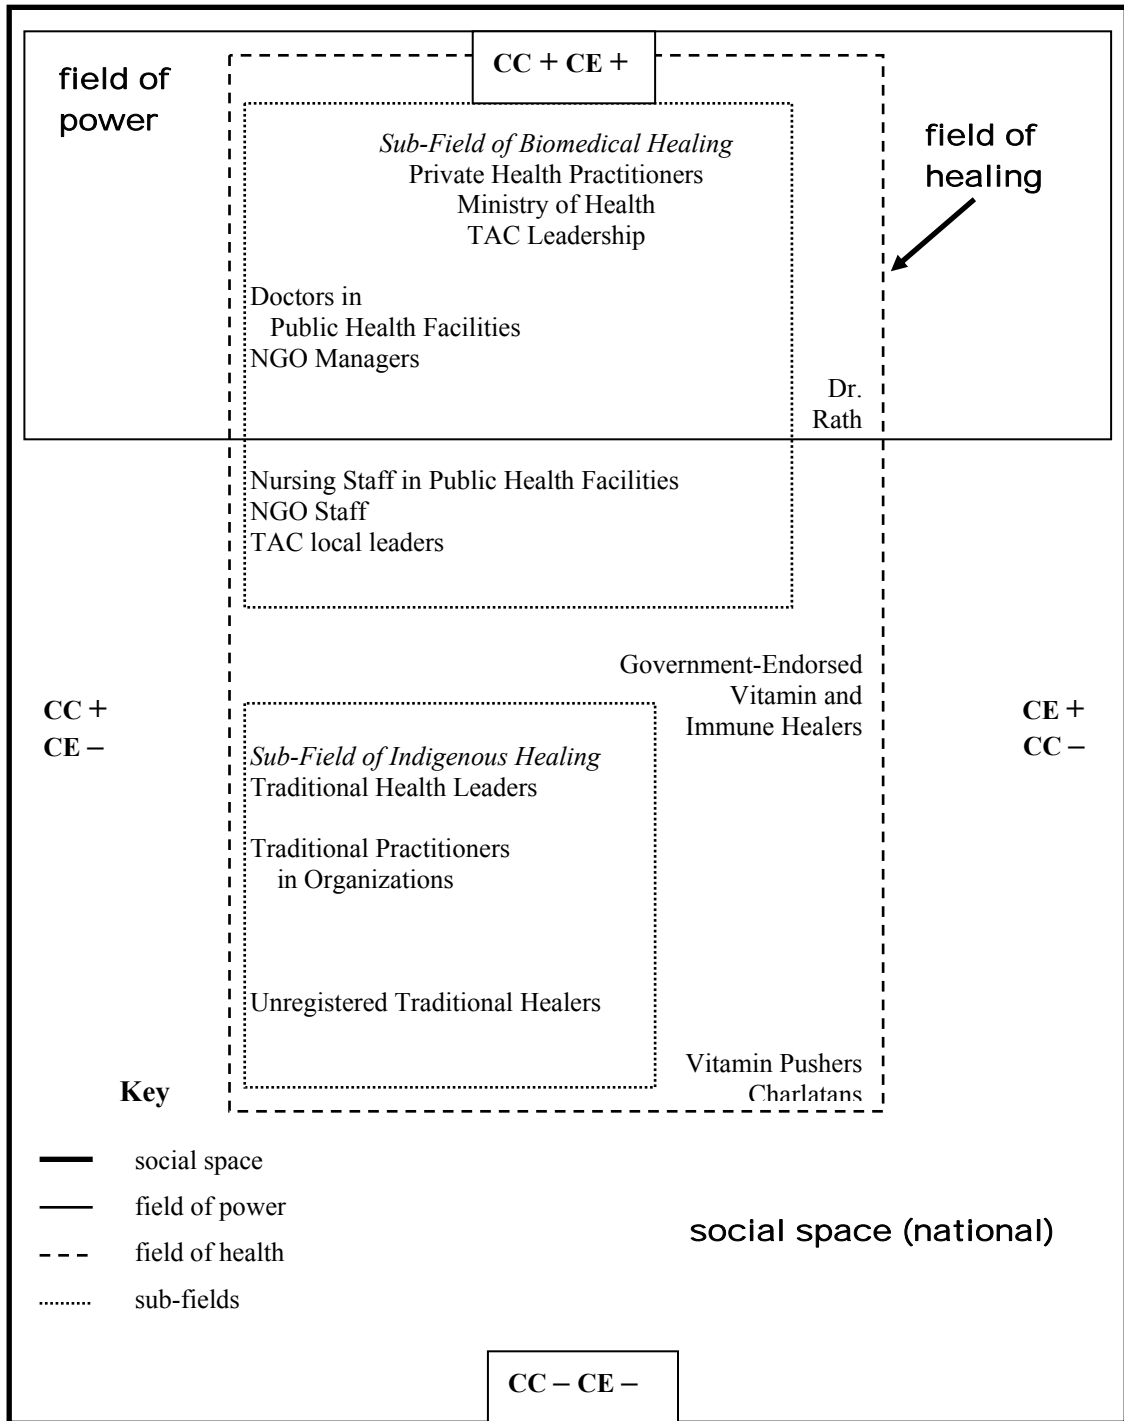 CC + CE +
field of
power
field of
healing
Sub-Field of Biomedical Healing
Private Health Practitioners
Ministry of Health
TAC Leadership
Doctors in
Public Health Facilities
NGO Managers
Dr.
Rath
Nursing Staff in Public Health Facilities
NGO Staff
TAC local leaders
Government-Endorsed
Vitamin and
Immune Healers
CC +
CE –
CE +
CC –
Sub-Field of Indigenous Healing
Traditional Health Leaders
Traditional Practitioners
in Organizations
Unregistered Traditional Healers
Vitamin Pushers
Charlatans
Key
social space
field of power
field of health
sub-fields
social space (national)
CC – CE –